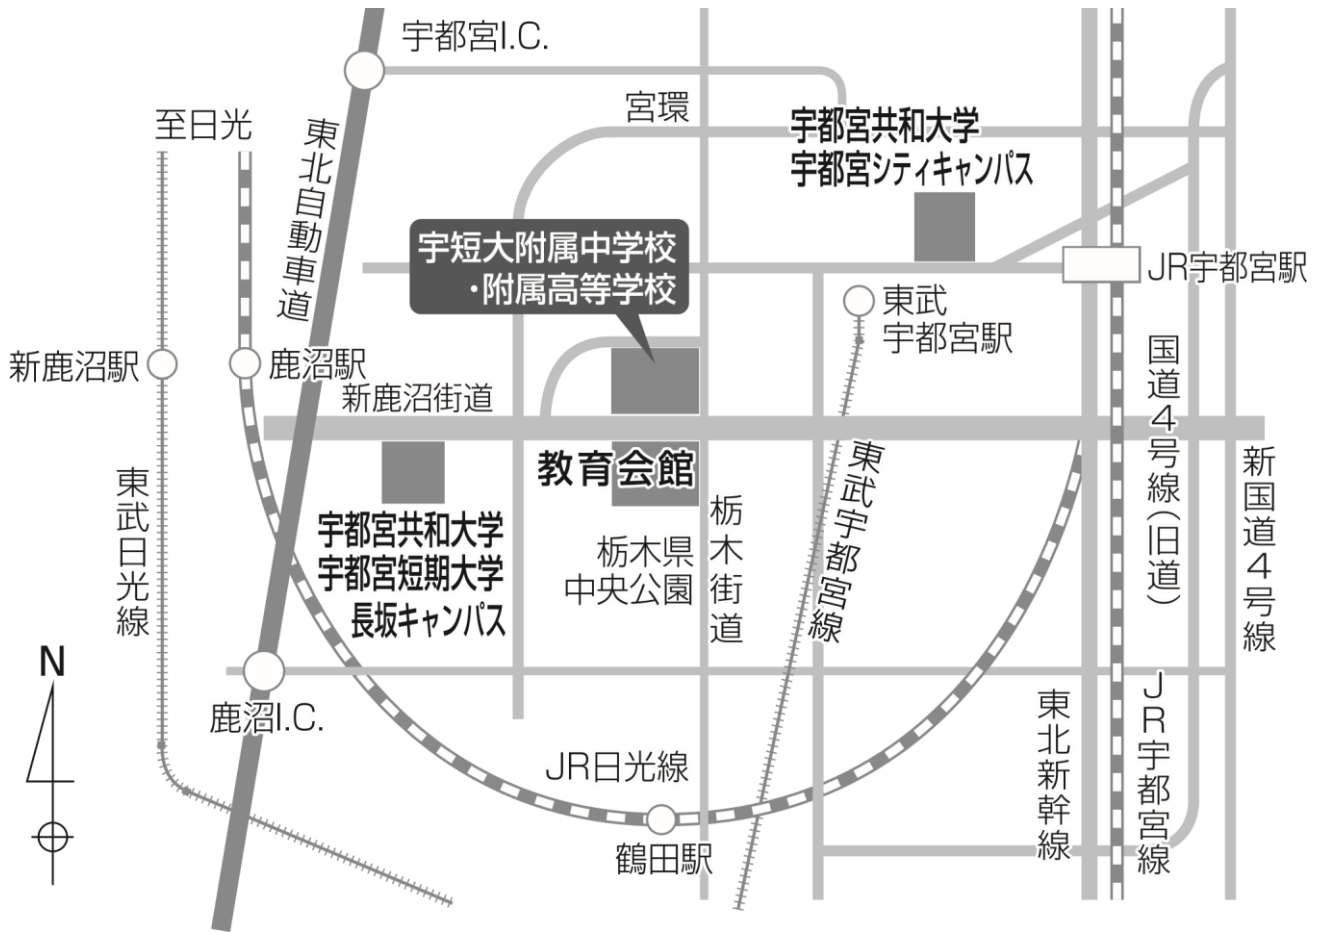 宇都宮I.C.
宮環
至日光
東北自動車道
宇都宮共和大学
宇都宮シティキャンパス
宇短大附属中学校
・附属高等学校
JR宇都宮駅
東武
宇都宮駅
新鹿沼駅
鹿沼駅
新鹿沼街道
国道4号線(旧道)
新国道4号線
教育会館
東武日光線
宇都宮共和大学
宇都宮短期大学
長坂キャンパス
栃木県
中央公園
栃木街道
東武宇都宮線
N
鹿沼I.C.
JR日光線
鶴田駅
東北新幹線
JR宇都宮線